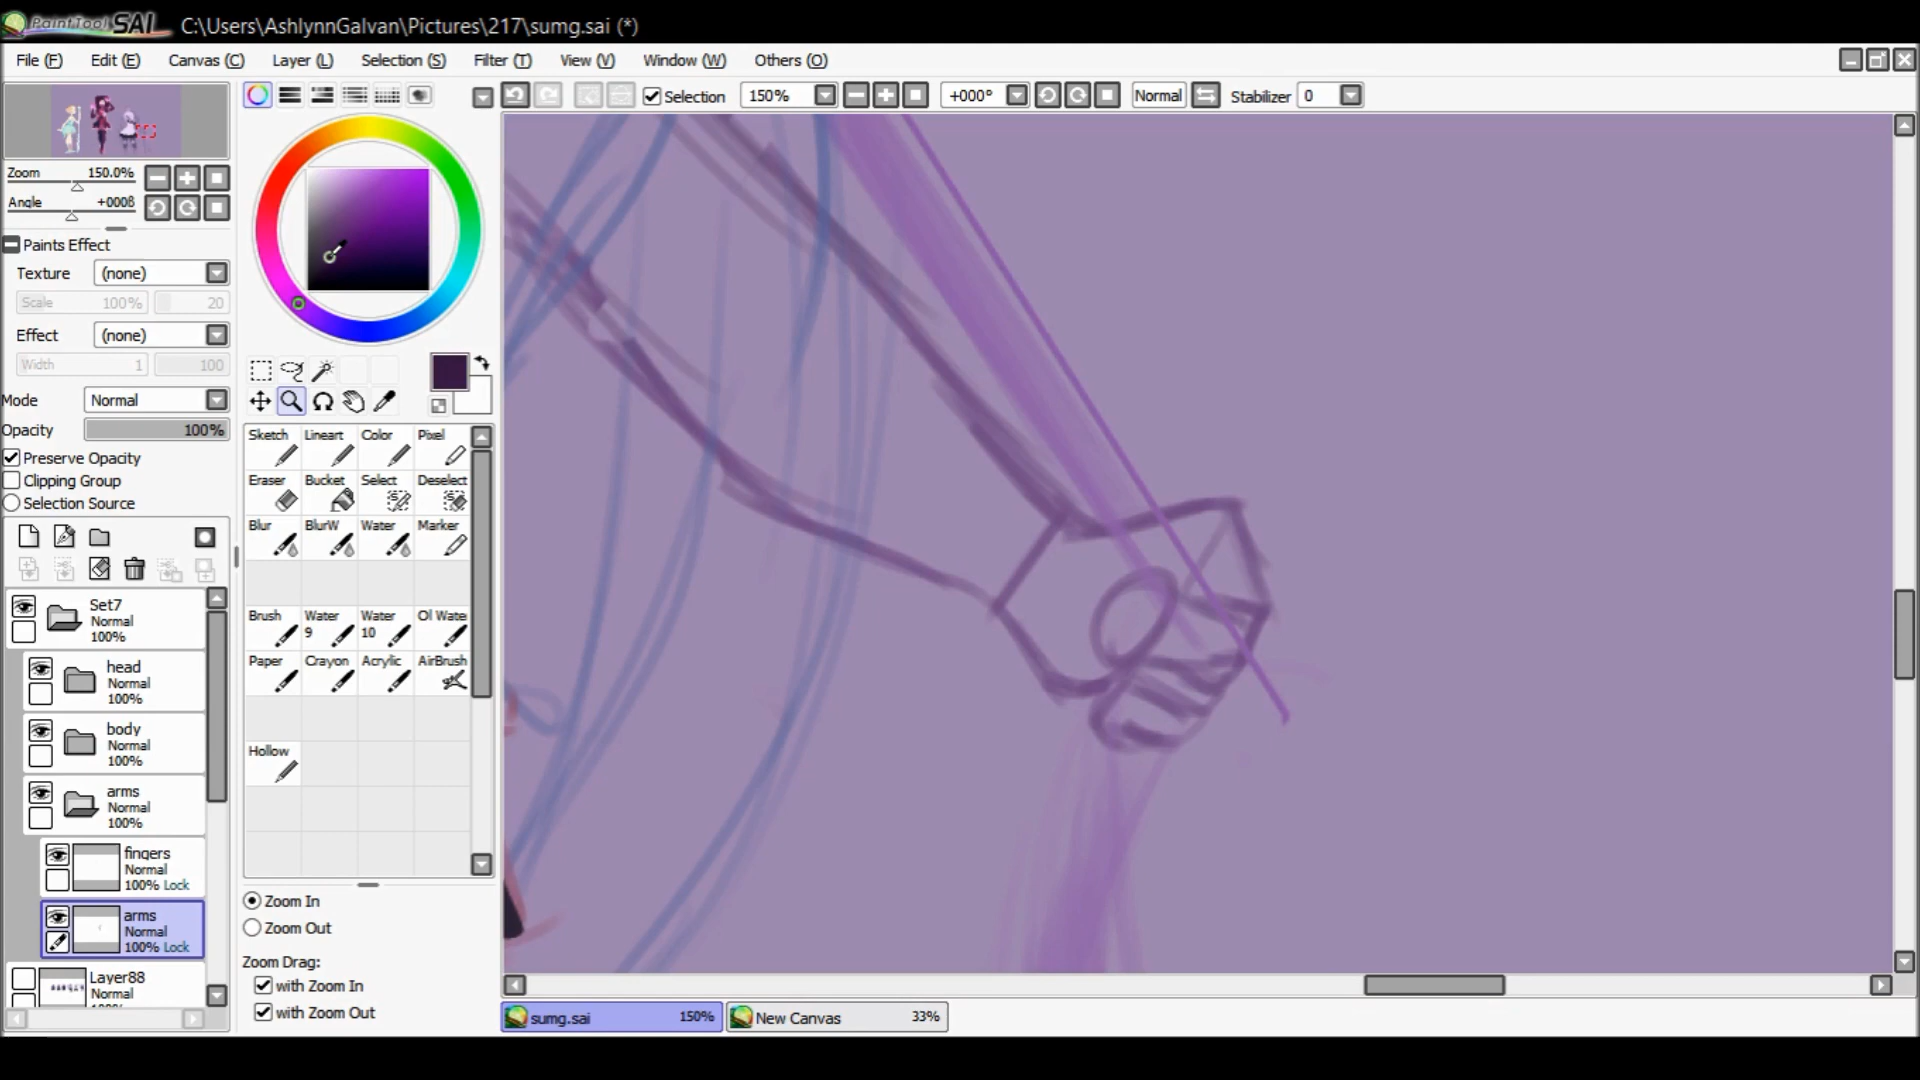 PaintTool SAI C:\Users\AshlynnGalvan\Pictures\217\sumg.sai (*)
File (F) Edit (E) Canvas (C) Layer (L) Selection (S) Filter (T) View (V) Window (W) Others (O)
Selection 150% +000° Normal Stabilizer 0
Zoom 150.0%
Angle +000ß
Paints Effect
Texture (none)
Scale 100% 20
Effect (none)
Width 1 100
Mode Normal
Opacity 100%
Preserve Opacity
Clipping Group
Selection Source
Set7
Normal
100%
head
Normal
100%
body
Normal
100%
arms
Normal
100%
fingers
Normal
100% Lock
arms
Normal
100% Lock
Layer88
Normal
Sketch Lineart Color Pixel
Eraser Bucket Select Deselect
Blur BlurW Water Marker
Brush Water 9 Water 10 Ol Wate
Paper Crayon Acrylic AirBrush
Hollow
Zoom In
Zoom Out
Zoom Drag:
with Zoom In
with Zoom Out
sumg.sai 150% New Canvas 33%